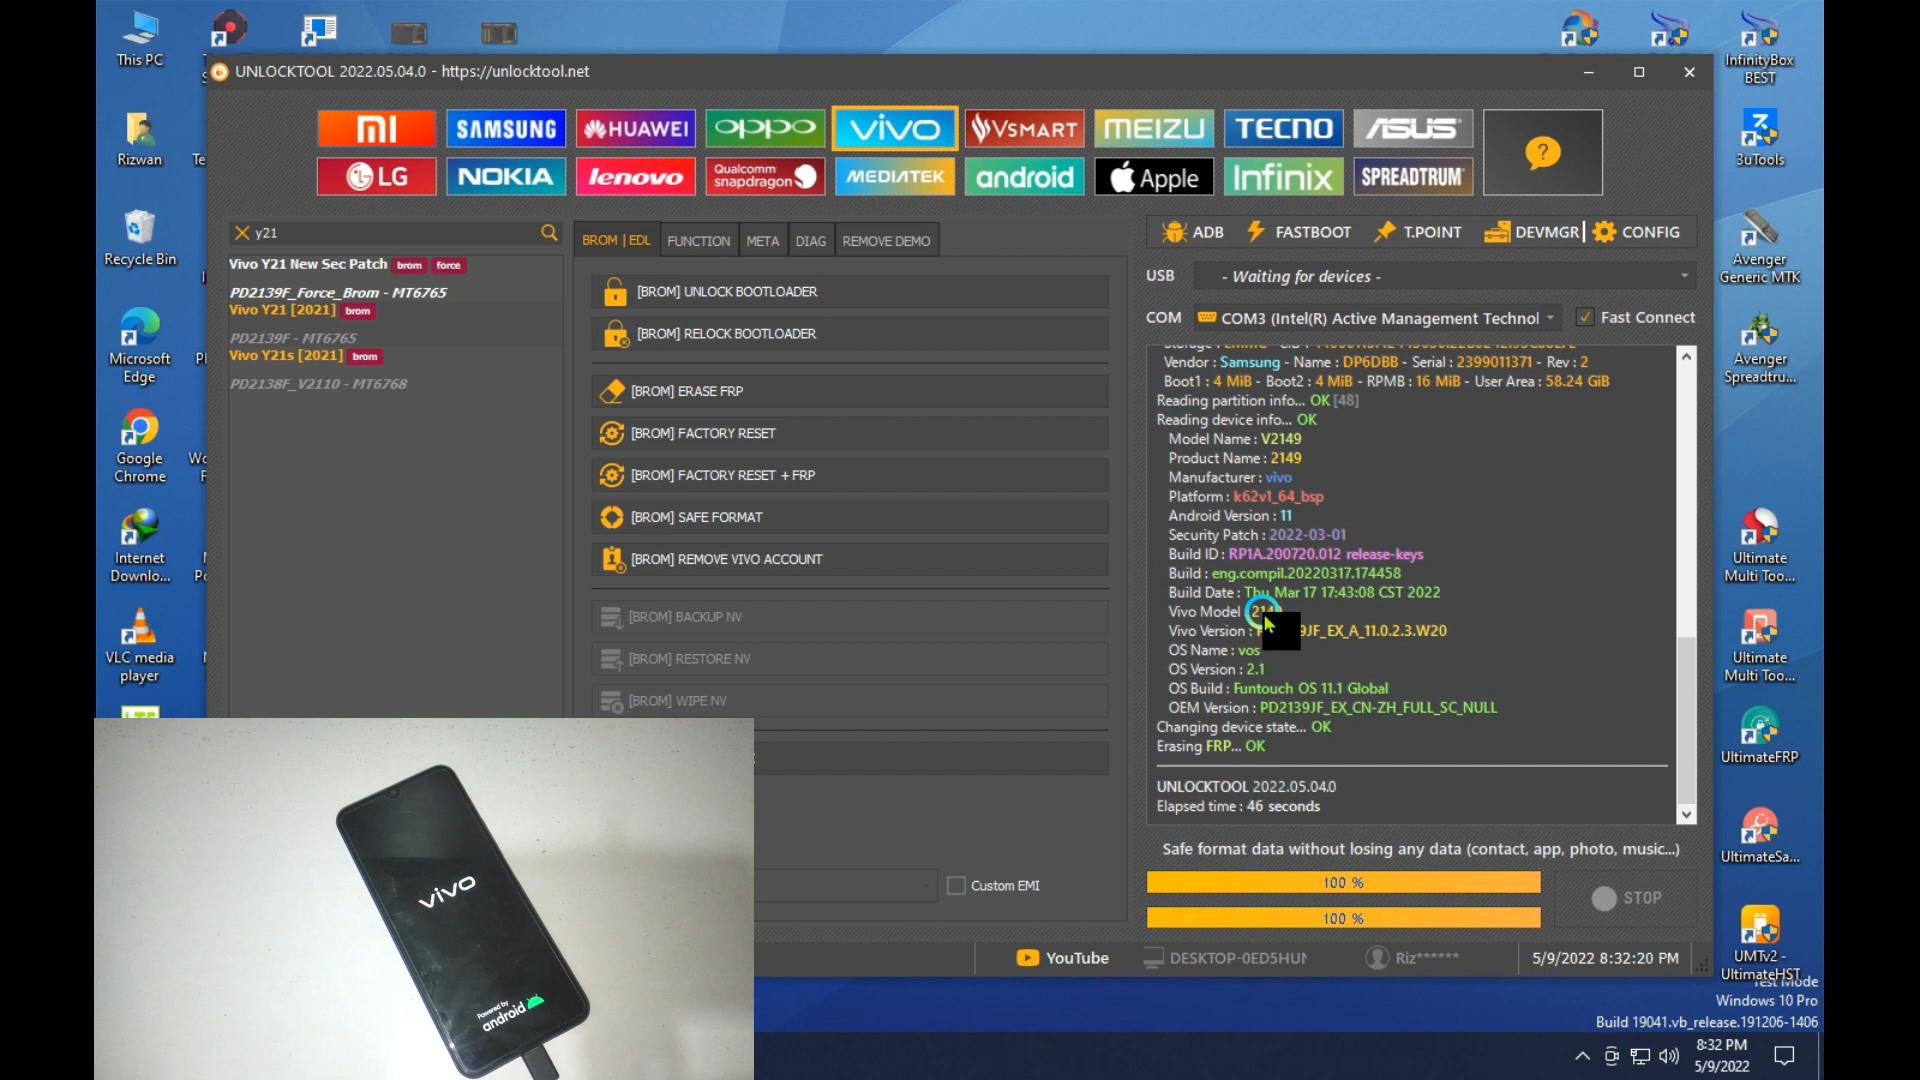 This PC
InfinityBox
BEST
UNLOCKTOOL 2022.05.04.0 - https://unlocktool.net
mi
SAMSUNG
HUAWEI
oppo
vivo
VSMART
MEIZU
TECNO
ASUS
?
LG
NOKIA
lenovo
Qualcomm
snapdragon
MEDIATEK
android
Apple
Infinix
SPREADTRUM
Rizwan
Te
3uTools
Recycle Bin
y21
Vivo Y21 New Sec Patch brom force
PD2139F_Force_Brom - MT6765
Vivo Y21 [2021] brom
PD2139F - MT6765
Vivo Y21s [2021] brom
PD2138F_V2110 - MT6768
BROM | EDL
FUNCTION
META
DIAG
REMOVE DEMO
[BROM] UNLOCK BOOTLOADER
[BROM] RELOCK BOOTLOADER
[BROM] ERASE FRP
[BROM] FACTORY RESET
[BROM] FACTORY RESET + FRP
[BROM] SAFE FORMAT
[BROM] REMOVE VIVO ACCOUNT
[BROM] BACKUP NV
[BROM] RESTORE NV
[BROM] WIPE NV
Custom EMI
ADB
FASTBOOT
T.POINT
DEVMGR
CONFIG
USB - Waiting for devices -
COM COM3 (Intel(R) Active Management Technol
Fast Connect
Vendor : Samsung - Name : DP6DBB - Serial : 2399011371 - Rev : 2
Boot1 : 4 MiB - Boot2 : 4 MiB - RPMB : 16 MiB - User Area : 58.24 GiB
Reading partition info... OK [48]
Reading device info... OK
Model Name : V2149
Product Name : 2149
Manufacturer : vivo
Platform : k62v1_64_bsp
Android Version : 11
Security Patch : 2022-03-01
Build ID : RP1A.200720.012 release-keys
Build : eng.compil.20220317.174458
Build Date : Thu Mar 17 17:43:08 CST 2022
Vivo Model
Vivo Version : 9JF_EX_A_11.0.2.3.W20
OS Name : vos
OS Version : 2.1
OS Build : Funtouch OS 11.1 Global
OEM Version : PD2139JF_EX_CN-ZH_FULL_SC_NULL
Changing device state... OK
Erasing FRP... OK
UNLOCKTOOL 2022.05.04.0
Elapsed time : 46 seconds
Safe format data without losing any data (contact, app, photo, music...)
100 %
100 %
STOP
YouTube
DESKTOP-0ED5HU
Riz******
5/9/2022 8:32:20 PM
Microsoft
Edge
Google
Chrome
Internet
Downlo...
VLC media
player
Avenger
Generic MTK
Avenger
Spreadtru...
Ultimate
Multi Too...
Ultimate
Multi Too...
UltimateFRP
UltimateSa...
UMTv2 -
UltimateHST
Test Mode
Windows 10 Pro
Build 19041.vb_release.191206-1406
8:32 PM
5/9/2022
vivo
Powered by
android